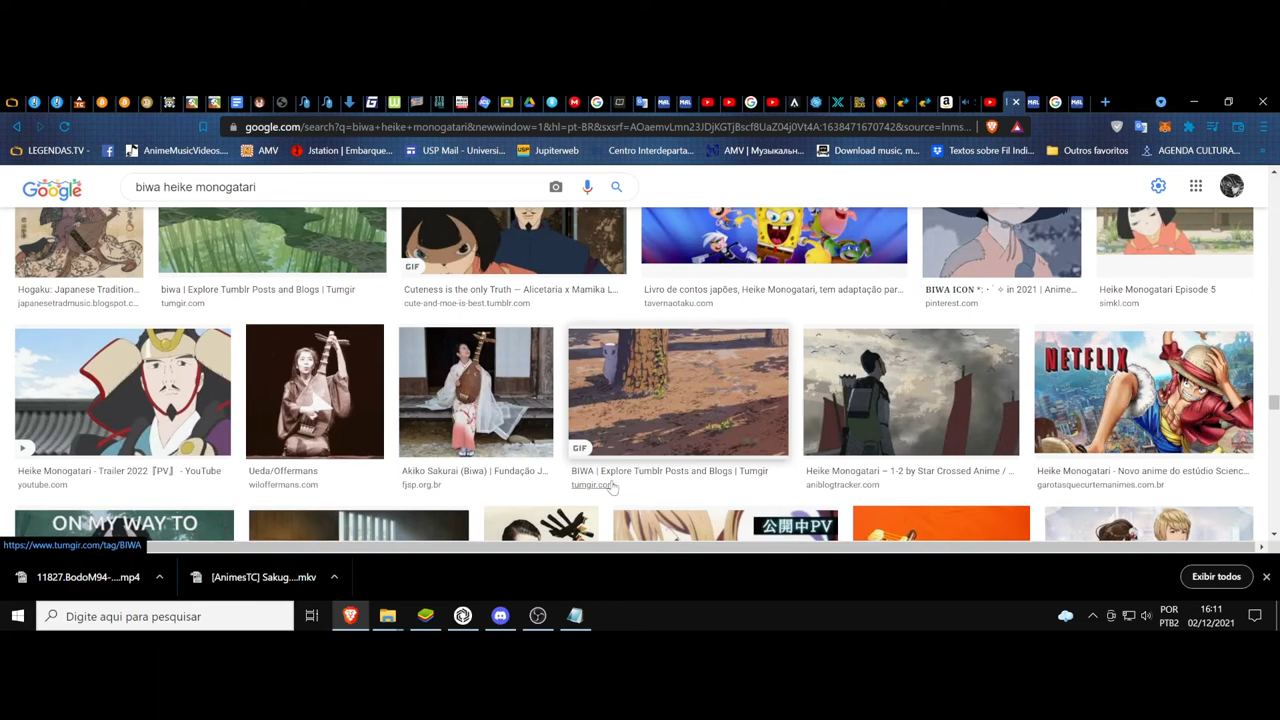 google.com/search?q=biwa+heike+monogatari&newwindow=1&hl=pt-BR&sxsrf=AOaemvLmn23JDjKGTjBscf8UaZ04j0Vt4A:1638471670742&source=lnms...
LEGENDAS.TV
AnimeMusicVideos...
AMV
Jstation | Embarque...
USP Mail - Universi...
Jupiterweb
Centro Interdeparta...
AMV | Музыкальн...
Download music, m...
Textos sobre Fil Indi...
Outros favoritos
AGENDA CULTURA...
Google
biwa heike monogatari
GIF
Hogaku: Japanese Tradition...
biwa | Explore Tumblr Posts and Blogs | Tumgir
Cuteness is the only Truth — Alicetaria x Mamika L...
Livro de contos japões, Heike Monogatari, tem adaptação par...
BIWA ICON *: in 2021 | Anime...
Heike Monogatari Episode 5
japanesetradmusic.blogspot.c...
tumgir.com
cute-and-moe-is-best.tumblr.com
tavernaotaku.com
pinterest.com
simkl.com
NETFLIX
GIF
Heike Monogatari - Trailer 2022『PV』 - YouTube
Ueda/Offermans
Akiko Sakurai (Biwa) | Fundação J...
BIWA | Explore Tumblr Posts and Blogs | Tumgir
Heike Monogatari – 1-2 by Star Crossed Anime / ...
Heike Monogatari - Novo anime do estúdio Scienc...
youtube.com
wiloffermans.com
fjsp.org.br
tumgir.com
aniblogtracker.com
garotasquecurtemanimes.com.br
ON MY WAY TO
公開中PV
https://www.tumgir.com/tag/BIWA
11827.BodoM94-....mp4
[AnimesTC] Sakug....mkv
Exibir todos
Digite aqui para pesquisar
POR
PTB2
16:11
02/12/2021